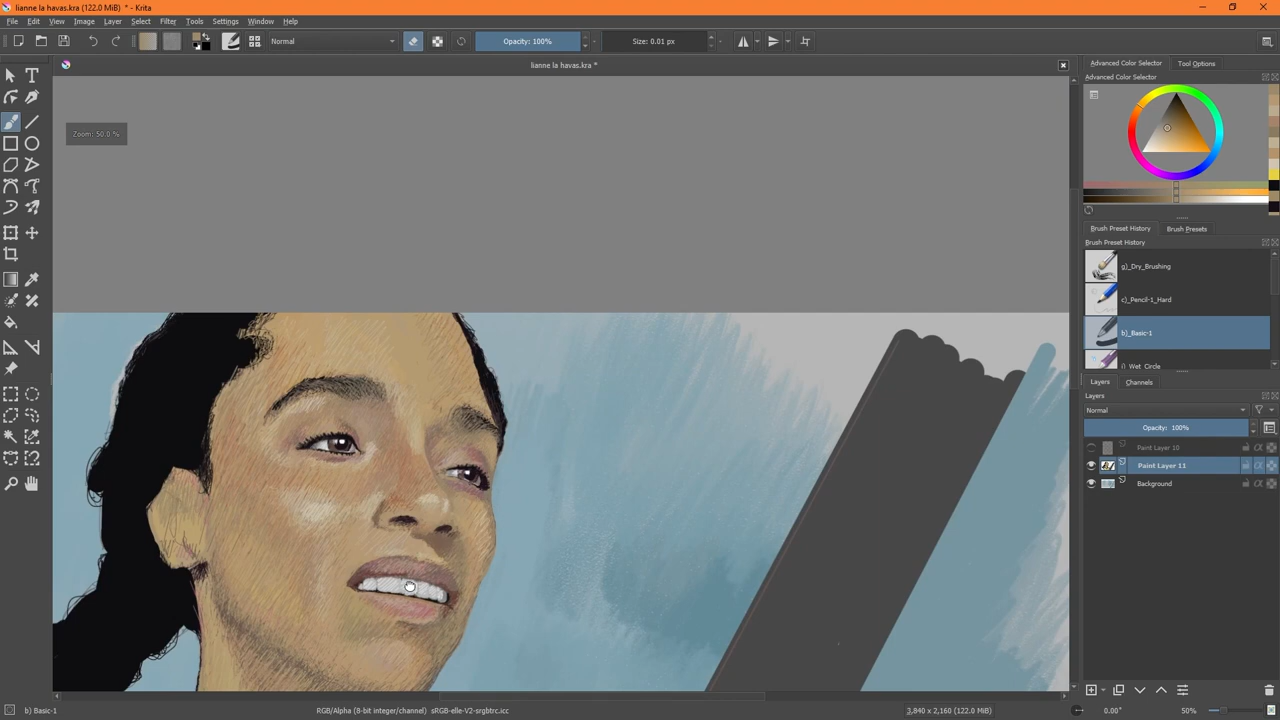 lianne la havas.kra (122.0 MiB) * - Krita
File Edit View Image Layer Select Filter Tools Settings Window Help
Normal
Opacity: 100%
Size: 0.01 px
lianne la havas.kra *
Zoom: 50.0 %
Advanced Color Selector Tool Options
Advanced Color Selector
Brush Preset History Brush Presets
Brush Preset History
g)_Dry_Brushing
c)_Pencil-1_Hard
b)_Basic-1
i)_Wet_Circle
Layers Channels
Layers
Normal
Opacity: 100%
Paint Layer 10
Paint Layer 11
Background
b) Basic-1
RGB/Alpha (8-bit integer/channel) sRGB-elle-V2-srgbtrc.icc
3,840 x 2,160 (122.0 MiB)
0.00°
50%